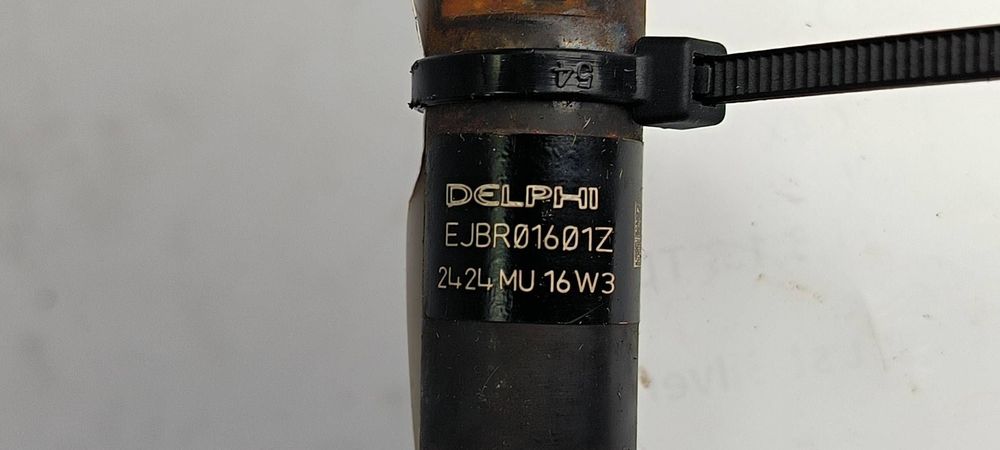 54
DELPHI
EJBR01601Z
2424 MU 16 W3